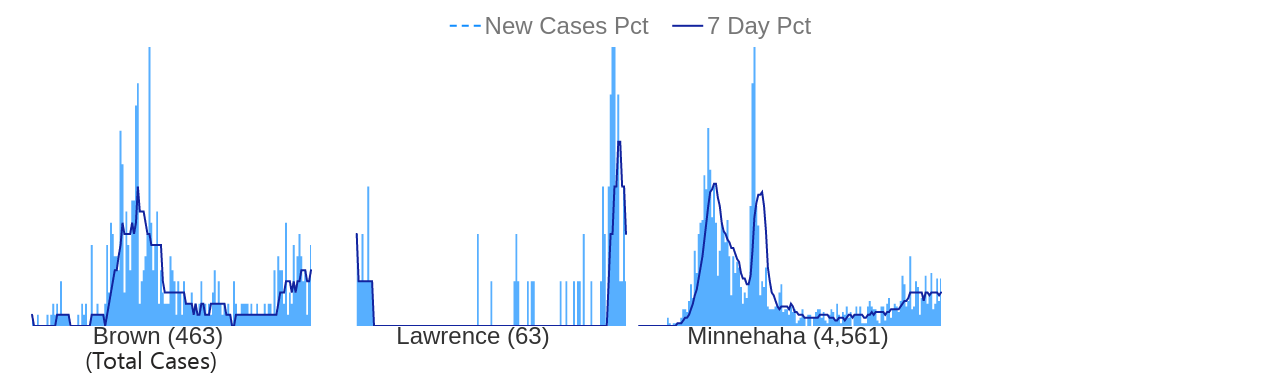 New Cases Pct 7 Day Pct
Brown (463) Lawrence (63) Minnehaha (4,561)
(Total Cases)